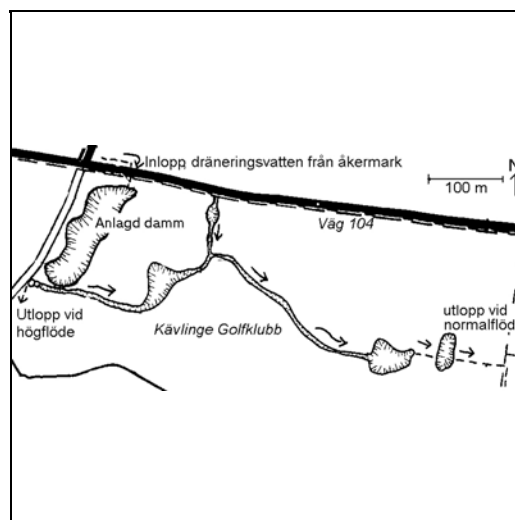 Inlopp dräneringsvatten från åkermark
N
100 m
Anlagd damm
Väg 104
Utlopp vid
högflöde
Kävlinge Golfklubb
utlopp vid
normalflöd